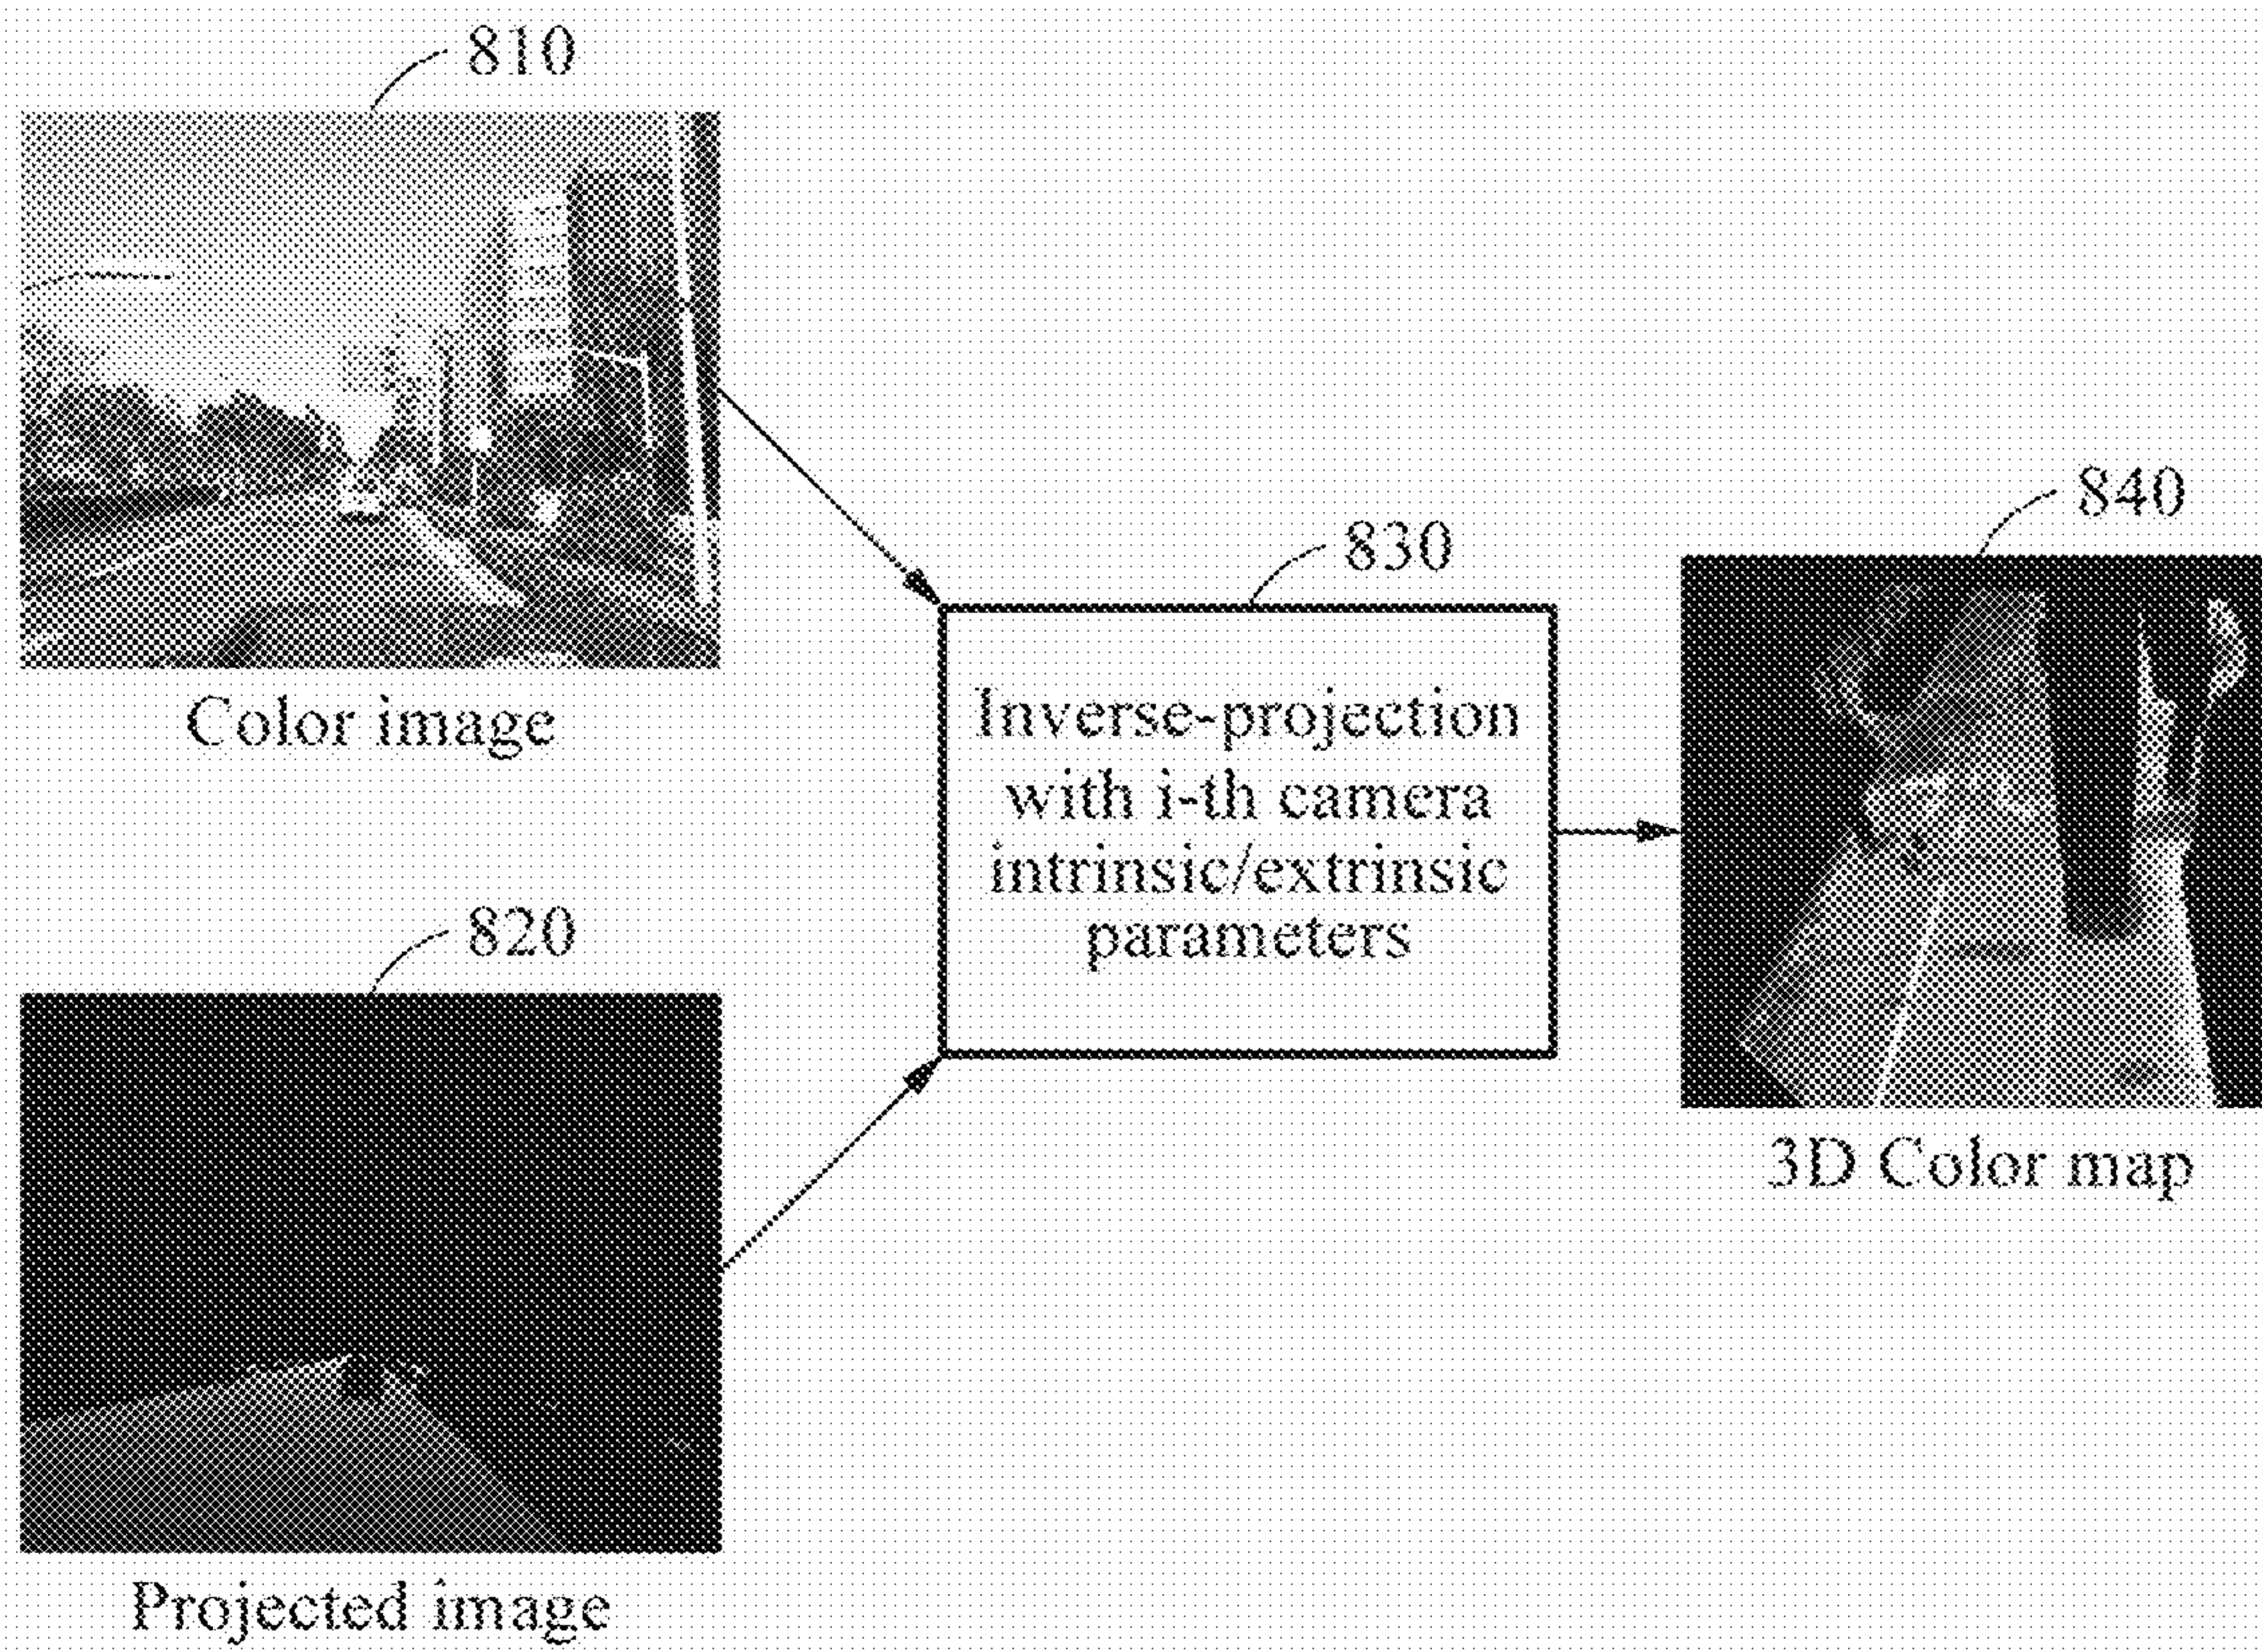 810
Color image
820
Projected image
830
Inverse-projection
with i-th camera
intrinsic/extrinsic
parameters
840
3D Color map